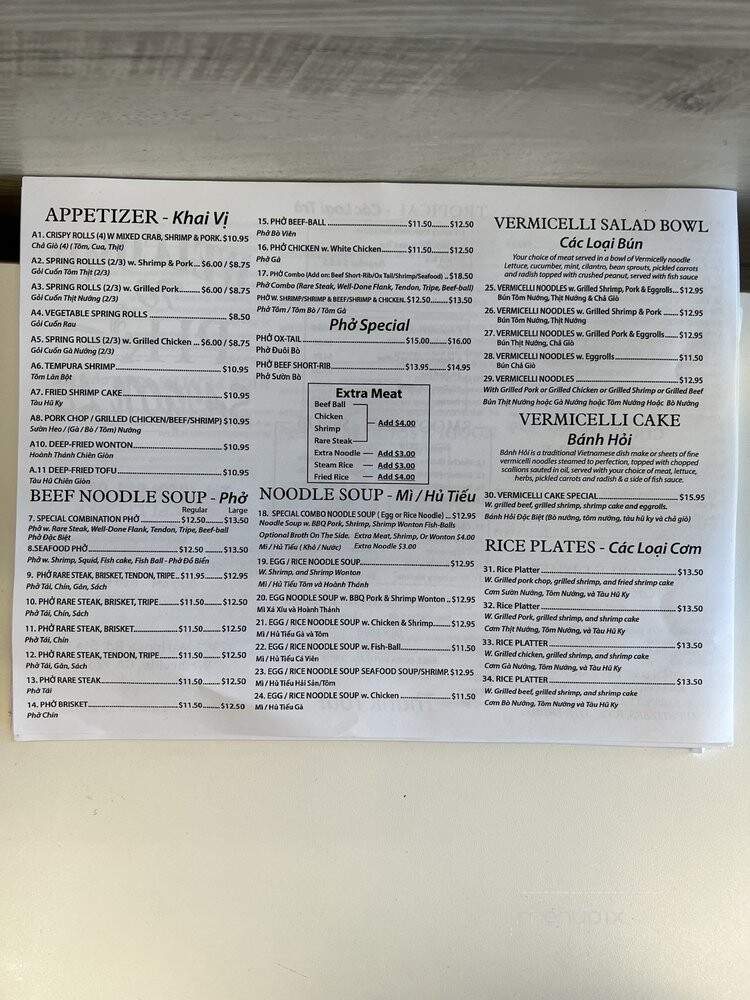 APPETIZER - Khai Vị
A1. CRISPY ROLLS (4) W MIXED CRAB, SHRIMP & PORK. $10.95
Chả Giò (4) (Tôm, Cua, Thịt)
A2. SPRING ROLLLS (2/3) w. Shrimp & Pork... $6.00 / $8.75
Gỏi Cuốn Tôm Thịt (2/3)
A3. SPRING ROLLS (2/3) w. Grilled Pork....... $6.00 / $8.75
Gỏi Cuốn Thịt Nướng (2/3)
A4. VEGETABLE SPRING ROLLS ........ $8.50
Gỏi Cuốn Rau
A5. SPRING ROLLS (2/3) w. Grilled Chicken ... $6.00 / $8.75
Gỏi Cuốn Gà Nướng (2/3)
A6. TEMPURA SHRIMP ........ $10.95
Tôm Lăn Bột
A7. FRIED SHRIMP CAKE ........ $10.95
Tàu Hũ Ky
A8. PORK CHOP / GRILLED (CHICKEN/BEEF/SHRIMP) $10.95
Sườn Heo / (Gà / Bò / Tôm) Nướng
A10. DEEP-FRIED WONTON ........ $10.95
Hoành Thánh Chiên Giòn
A.11 DEEP-FRIED TOFU ........ $10.95
Tàu Hũ Chiên Giòn
BEEF NOODLE SOUP - Phở
Regular Large
7. SPECIAL COMBINATION PHỞ ........ $12.50 ........ $13.50
Phở w. Rare Steak, Well-Done Flank, Tendon, Tripe, Beef-ball
Phở Đặc Biệt
8.SEAFOOD PHỞ ........ $12.50 ........ $13.50
Phở w. Shrimp, Squid, Fish cake, Fish Ball - Phở Đồ Biển
9. PHỞ RARE STEAK, BRISKET, TENDON, TRIPE .. $11.95 ........ $12.95
Phở Tái, Chín, Gân, Sách
10. PHỞ RARE STEAK, BRISKET, TRIPE ........ $11.50 ........ $12.50
Phở Tái, Chín, Sách
11. PHỞ RARE STEAK, BRISKET ........ $11.50 ........ $12.50
Phở Tái, Chín
12. PHỞ RARE STEAK, TENDON, TRIPE ........ $11.50 ........ $12.50
Phở Tái, Gân, Sách
13. PHỞ RARE STEAK ........ $11.50 ........ $12.50
Phở Tái
14. PHỞ BRISKET ........ $11.50 ........ $12.50
Phở Chín
15. PHỞ BEEF-BALL ........ $11.50 ........ $12.50
Phở Bò Viên
16. PHỞ CHICKEN w. White Chicken ........ $11.50 ........ $12.50
Phở Gà
17. PHỞ Combo (Add on: Beef Short-Rib/Ox Tail/Shrimp/Seafood) .. $18.50
Phở Combo (Rare Steak, Well-Done Flank, Tendon, Tripe, Beef-ball)
PHỞ W. SHRIMP/SHRIMP & BEEF/SHRIMP & CHICKEN. $12.50 ........ $13.50
Phở Tôm / Tôm Bò / Tôm Gà
Phở Special
PHỞ OX-TAIL ........ $15.00 ........ $16.00
Phở Đuôi Bò
PHỞ BEEF SHORT-RIB ........ $13.95 ........ $14.95
Phở Sườn Bò
Extra Meat
Beef Ball
Chicken
Shrimp
Rare Steak
Add $4.00
Extra Noodle — Add $3.00
Steam Rice — Add $3.00
Fried Rice — Add $4.00
NOODLE SOUP - Mì / Hủ Tiếu
18. SPECIAL COMBO NOODLE SOUP ( Egg or Rice Noodle) ... $12.95
Noodle Soup w. BBQ Pork, Shrimp, Shrimp Wonton Fish-Balls
Optional Broth On The Side. Extra Meat, Shrimp, Or Wonton $4.00
Mì / Hủ Tiếu (Khô / Nước) Extra Noodle $3.00
19. EGG / RICE NOODLE SOUP ........ $12.95
W. Shrimp, and Shrimp Wonton
Mì / Hủ Tiếu Tôm và Hoành Thánh
20. EGG NOODLE SOUP w. BBQ Pork & Shrimp Wonton .. $12.95
Mì Xá Xíu và Hoành Thánh
21. EGG / RICE NOODLE SOUP w. Chicken & Shrimp ........ $12.95
Mì / Hủ Tiếu Gà và Tôm
22. EGG / RICE NOODLE SOUP w. Fish-Ball ........ $11.50
Mì / Hủ Tiếu Cá Viên
23. EGG / RICE NOODLE SOUP SEAFOOD SOUP/SHRIMP. $12.95
Mì / Hủ Tiếu Hải Sản/Tôm
24. EGG / RICE NOODLE SOUP w. Chicken ........ $11.50
Mì / Hủ Tiếu Gà
VERMICELLI SALAD BOWL
Các Loại Bún
Your choice of meat served in a bowl of Vermicelly noodle
Lettuce, cucumber, mint, cilantro, bean sprouts, pickled carrots
and radish topped with crushed peanut, served with fish sauce
25. VERMICELLI NOODLES w. Grilled Shrimp, Pork & Eggrolls... $12.95
Bún Tôm Nướng, Thịt Nướng & Chả Giò
26. VERMICELLI NOODLES w. Grilled Shrimp & Pork ........ $12.95
Bún Tôm Nướng, Thịt Nướng
27. VERMICELLI NOODLES w. Grilled Pork & Eggrolls ........ $12.95
Bún Thịt Nướng, Chả Giò
28. VERMICELLI NOODLES w. Eggrolls ........ $11.50
Bún Chả Giò
29. VERMICELLI NOODLES ........ $12.95
With Grilled Pork or Grilled Chicken or Grilled Shrimp or Grilled Beef
Bún Thịt Nướng hoặc Gà Nướng hoặc Tôm Nướng Hoặc Bò Nướng
VERMICELLI CAKE
Bánh Hỏi
Bánh Hỏi is a traditional Vietnamese dish make or sheets of fine
vermicelli noodles steamed to perfection, topped with chopped
scallions sauted in oil, served with your choice of meat, lettuce,
herbs, pickled carrots and radish & a side of fish sauce.
30. VERMICELLI CAKE SPECIAL ........ $15.95
W. grilled beef, grilled shrimp, shrimp cake and eggrolls.
Bánh Hỏi Đặc Biệt (Bò nướng, tôm nướng, tàu hũ ky và chả giò)
RICE PLATES - Các Loại Cơm
31. Rice Platter ........ $13.50
W. Grilled pork chop, grilled shrimp, and fried shrimp cake
Cơm Sườn Nướng, Tôm Nướng, và Tàu Hũ Ky
32. Rice Platter ........ $13.50
W. Grilled Pork, grilled shrimp, and shrimp cake
Cơm Thịt Nướng, Tôm Nướng, và Tàu Hũ Ky
33. RICE PLATTER ........ $13.50
W. Grilled chicken, grilled shrimp, and shrimp cake
Cơm Gà Nướng, Tôm Nướng, và Tàu Hũ Ky
34. RICE PLATTER ........ $13.50
W. Grilled beef, grilled shrimp, and shrimp cake
Cơm Bò Nướng, Tôm Nướng và Tàu Hũ Ky